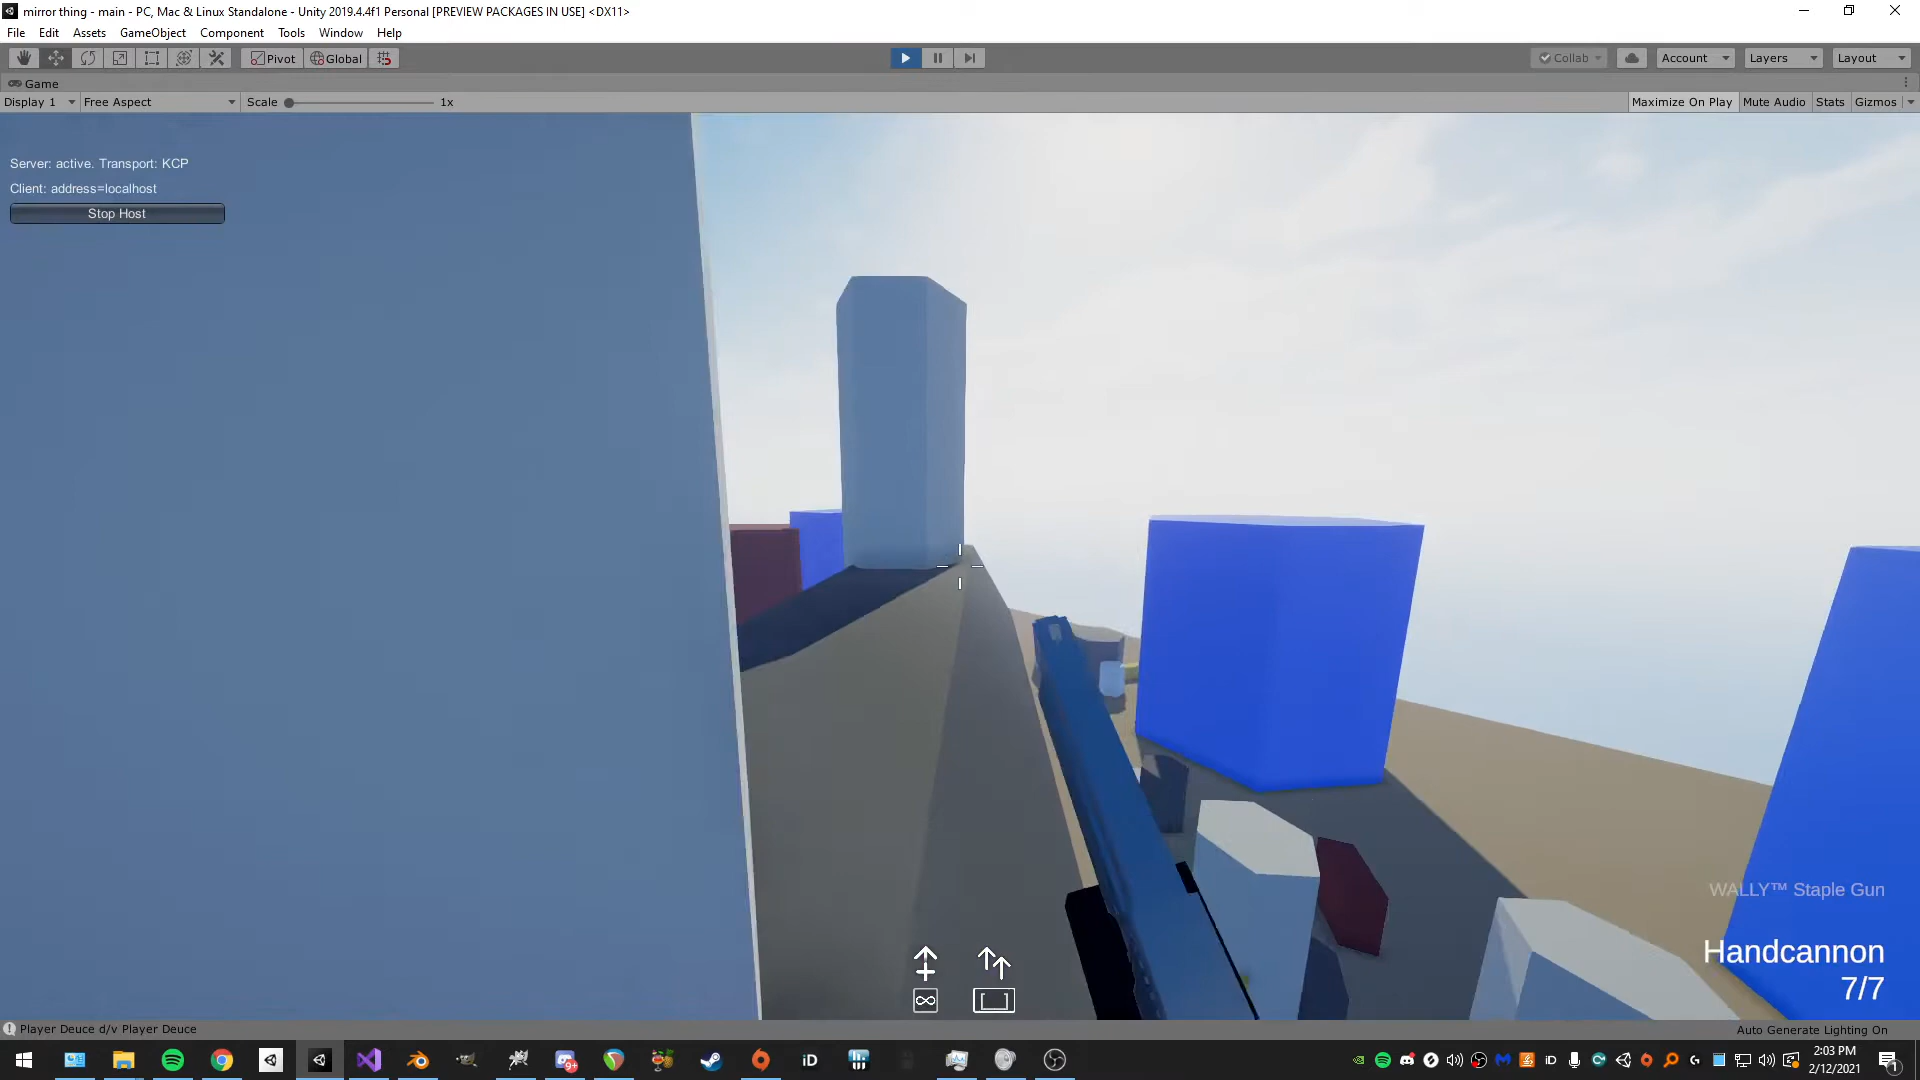 mirror thing - main - PC, Mac & Linux Standalone - Unity 2019.4.4f1 Personal [PREVIEW PACKAGES IN USE] <DX11>
File Edit Assets GameObject Component Tools Window Help
Pivot Global Collab Account Layers Layout
Game
Display 1 Free Aspect Scale 1x Maximize On Play Mute Audio Stats Gizmos
Server: active. Transport: KCP
Client: address=localhost
Stop Host
WALLY™ Staple Gun
Handcannon
7/7
Player Deuce d/v Player Deuce
Auto Generate Lighting On
2:03 PM
2/12/2021